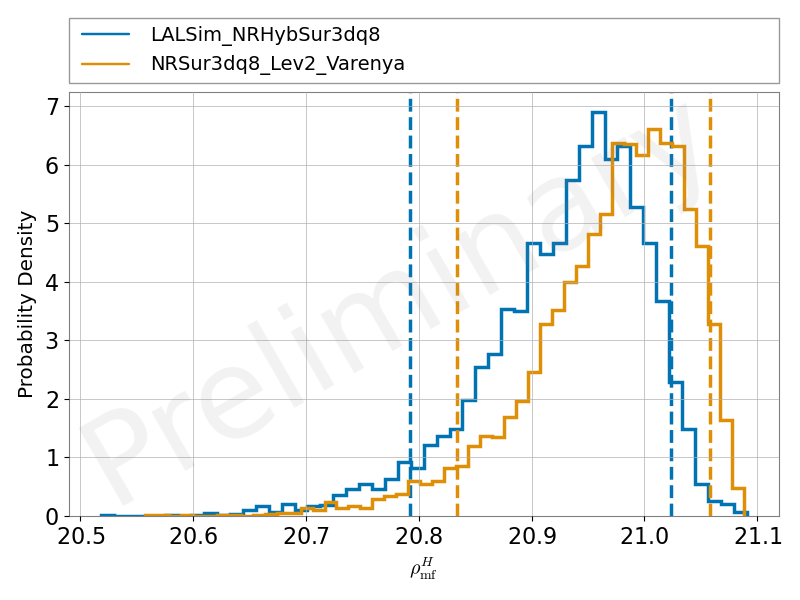 LALSim_NRHybSur3dq8
NRSur3dq8_Lev2_Varenya
Probability Density
7
6
5
4
3
2
1
0
20.5 20.6 20.7 20.8 20.9 21.0 21.1
ρ_mf^H
Preliminary